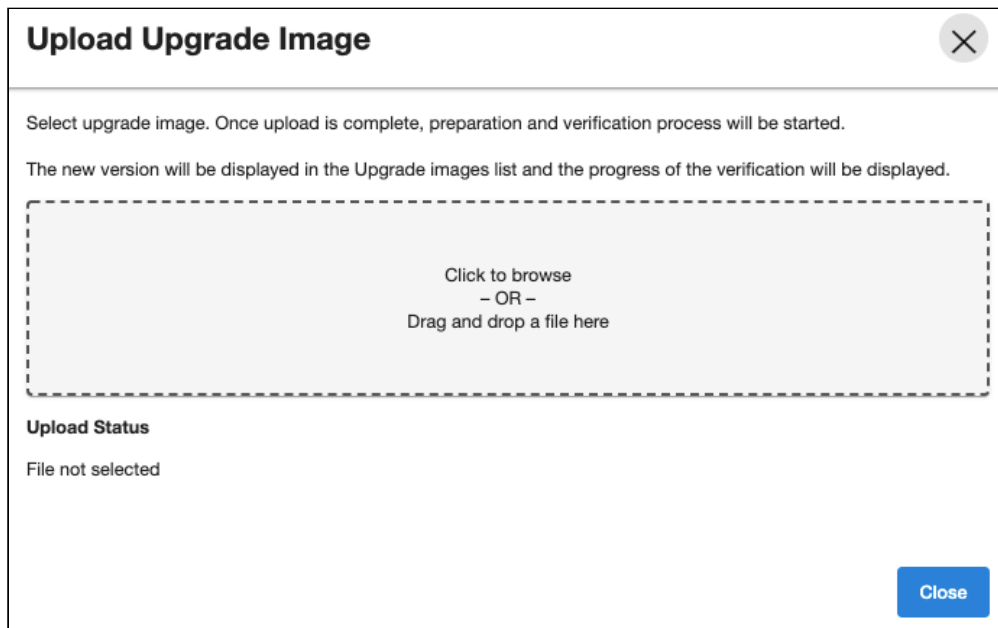 Upload Upgrade Image
Select upgrade image. Once upload is complete, preparation and verification process will be started.
The new version will be displayed in the Upgrade images list and the progress of the verification will be displayed.
Click to browse
– OR –
Drag and drop a file here
Upload Status
File not selected
Close